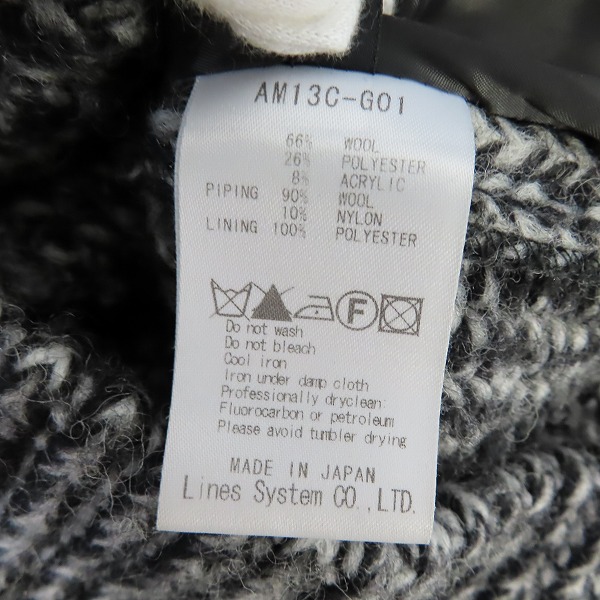 AM13C-G01
66% WOOL
26% POLYESTER
8% ACRYLIC
PIPING 90% WOOL
10% NYLON
LINING 100% POLYESTER
F
Do not wash
Do not bleach
Cool iron
Iron under damp cloth
Professionally dryclean:
Fluorocarbon or petroleum
Please avoid tumbler drying
MADE IN JAPAN
Lines System CO.,LTD.